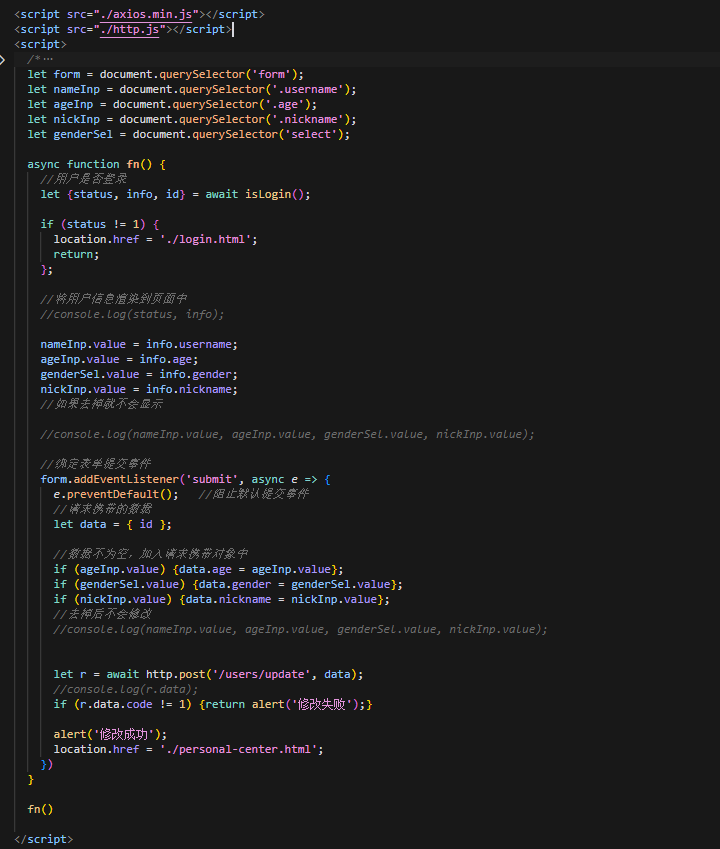 <script src="./axios.min.js"></script>
<script src="./http.js"></script>
<script>
/*…
let form = document.querySelector('form');
let nameInp = document.querySelector('.username');
let ageInp = document.querySelector('.age');
let nickInp = document.querySelector('.nickname');
let genderSel = document.querySelector('select');
async function fn() {
//用户是否登录
let {status, info, id} = await isLogin();
if (status != 1) {
location.href = './login.html';
return;
};
//将用户信息渲染到页面中
//console.log(status, info);
nameInp.value = info.username;
ageInp.value = info.age;
genderSel.value = info.gender;
nickInp.value = info.nickname;
//如果去掉就不会显示
//console.log(nameInp.value, ageInp.value, genderSel.value, nickInp.value);
//绑定表单提交事件
form.addEventListener('submit', async e => {
e.preventDefault();   //阻止默认提交事件
//请求携带的数据
let data = { id };
//数据不为空，加入请求携带对象中
if (ageInp.value) {data.age = ageInp.value};
if (genderSel.value) {data.gender = genderSel.value};
if (nickInp.value) {data.nickname = nickInp.value};
//去掉后不会修改
//console.log(nameInp.value, ageInp.value, genderSel.value, nickInp.value);
let r = await http.post('/users/update', data);
//console.log(r.data);
if (r.data.code != 1) {return alert('修改失败');}
alert('修改成功');
location.href = './personal-center.html';
})
}
fn()
</script>